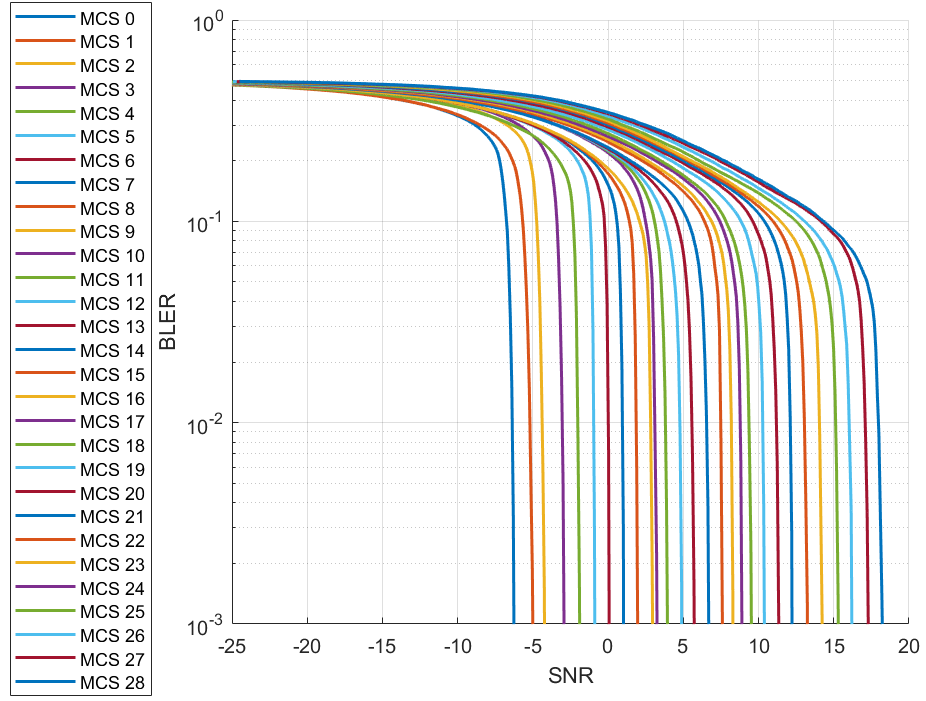 MCS 0
MCS 1
MCS 2
MCS 3
MCS 4
MCS 5
MCS 6
MCS 7
MCS 8
MCS 9
MCS 10
MCS 11
MCS 12
MCS 13
MCS 14
MCS 15
MCS 16
MCS 17
MCS 18
MCS 19
MCS 20
MCS 21
MCS 22
MCS 23
MCS 24
MCS 25
MCS 26
MCS 27
MCS 28
BLER
10^0
10^-1
10^-2
10^-3
-25 -20 -15 -10 -5 0 5 10 15 20
SNR